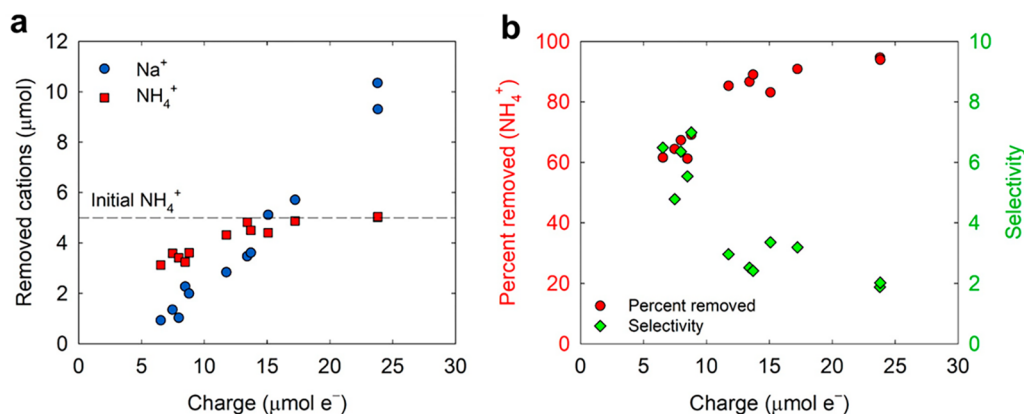 a
12
10
8
6
4
2
0
0 5 10 15 20 25 30
Removed cations (μmol)
Charge (μmol e⁻)
Na⁺
NH₄⁺
Initial NH₄⁺
b
100
80
60
40
20
0
0 5 10 15 20 25 30
10
8
6
4
2
0
Percent removed (NH₄⁺)
Selectivity
Charge (μmol e⁻)
Percent removed
Selectivity